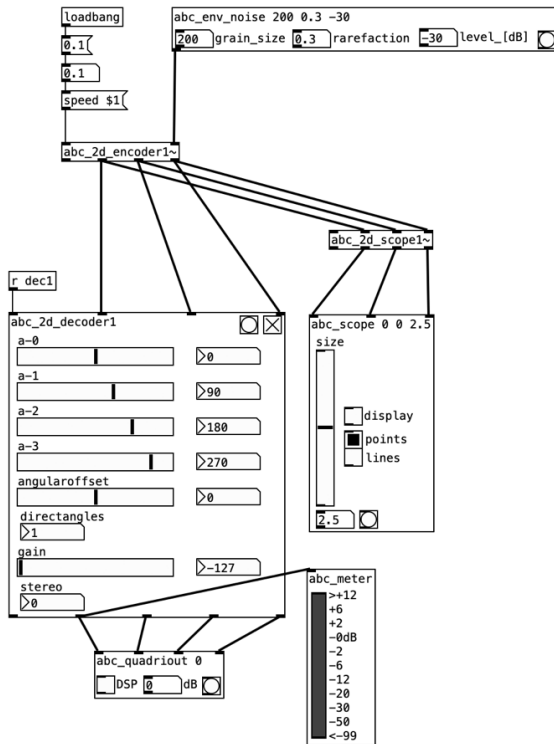 loadbang
0.1
0.1
speed $1
abc_env_noise 200 0.3 -30
200 grain_size 0.3 rarefaction -30 level_[dB]
abc_2d_encoder1~
abc_2d_scope1~
r dec1
abc_2d_decoder1
a-0
0
a-1
90
a-2
180
a-3
270
angularoffset
0
directangles
1
gain
-127
stereo
0
abc_scope 0 0 2.5
size
display
points
lines
2.5
abc_quadriout 0
DSP 0 dB
abc_meter
>+12
+6
+2
-0dB
-2
-6
-12
-20
-30
-50
<-99